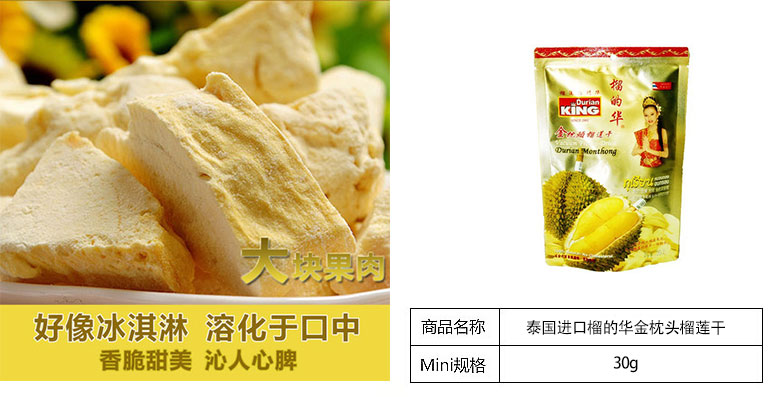 大块果肉
好像冰淇淋 溶化于口中
香脆甜美 沁人心脾
Durian
KING
榴的华
金枕头榴莲干
Durian Monthong
商品名称 泰国进口榴的华金枕头榴莲干
Mini规格 30g